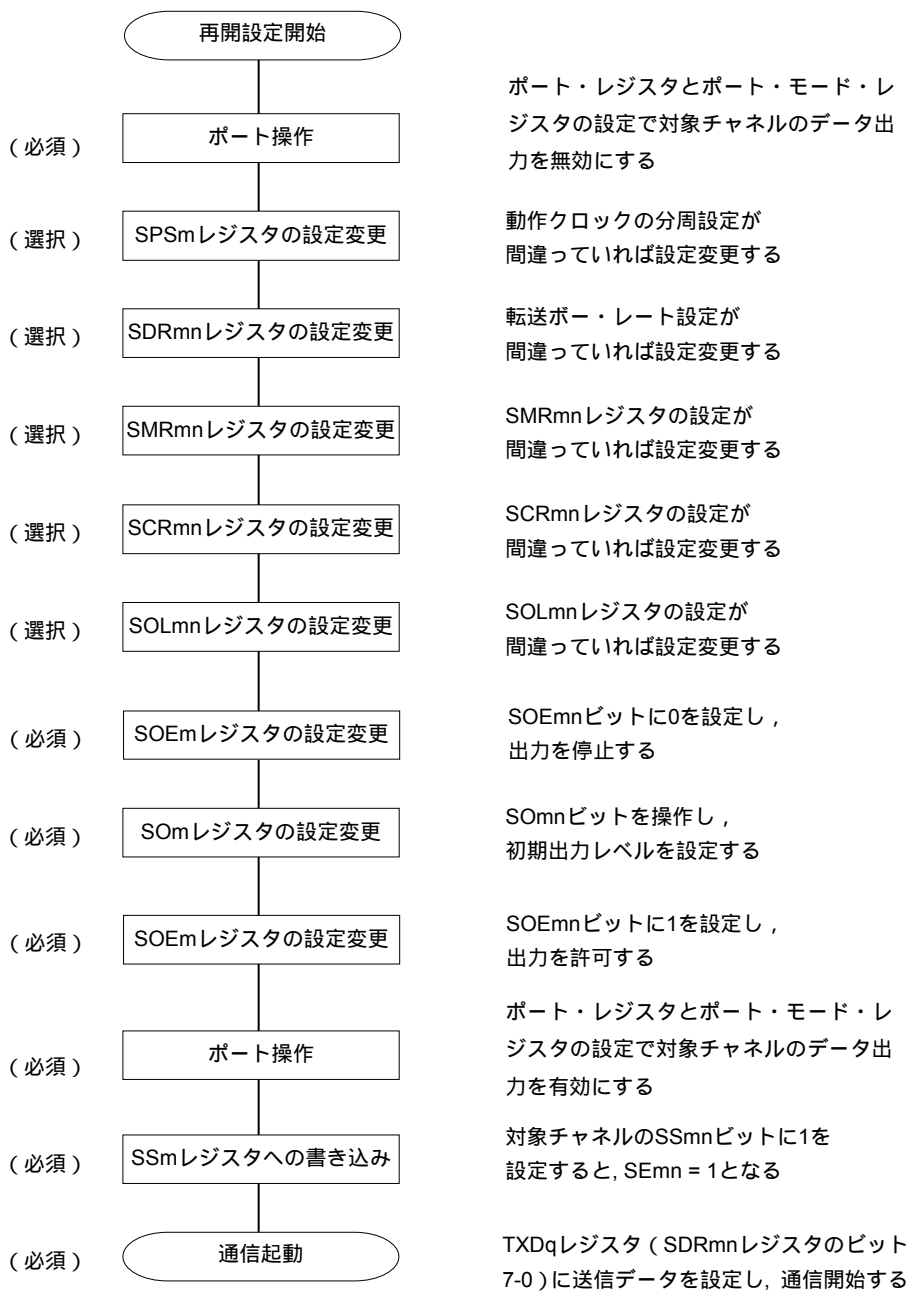 再開設定開始
(必須)
ポート操作
ポート・レジスタとポート・モード・レ
ジスタの設定で対象チャネルのデータ出
力を無効にする
(選択)
SPSmレジスタの設定変更
動作クロックの分周設定が
間違っていれば設定変更する
(選択)
SDRmnレジスタの設定変更
転送ボー・レート設定が
間違っていれば設定変更する
(選択)
SMRmnレジスタの設定変更
SMRmnレジスタの設定が
間違っていれば設定変更する
(選択)
SCRmnレジスタの設定変更
SCRmnレジスタの設定が
間違っていれば設定変更する
(選択)
SOLmnレジスタの設定変更
SOLmnレジスタの設定が
間違っていれば設定変更する
(必須)
SOEmレジスタの設定変更
SOEmnビットに0を設定し,
出力を停止する
(必須)
SOmレジスタの設定変更
SOmnビットを操作し,
初期出力レベルを設定する
(必須)
SOEmレジスタの設定変更
SOEmnビットに1を設定し,
出力を許可する
(必須)
ポート操作
ポート・レジスタとポート・モード・レ
ジスタの設定で対象チャネルのデータ出
力を有効にする
(必須)
SSmレジスタへの書き込み
対象チャネルのSSmnビットに1を
設定すると, SEmn = 1となる
(必須)
通信起動
TXDqレジスタ(SDRmnレジスタのビット
7-0)に送信データを設定し, 通信開始する